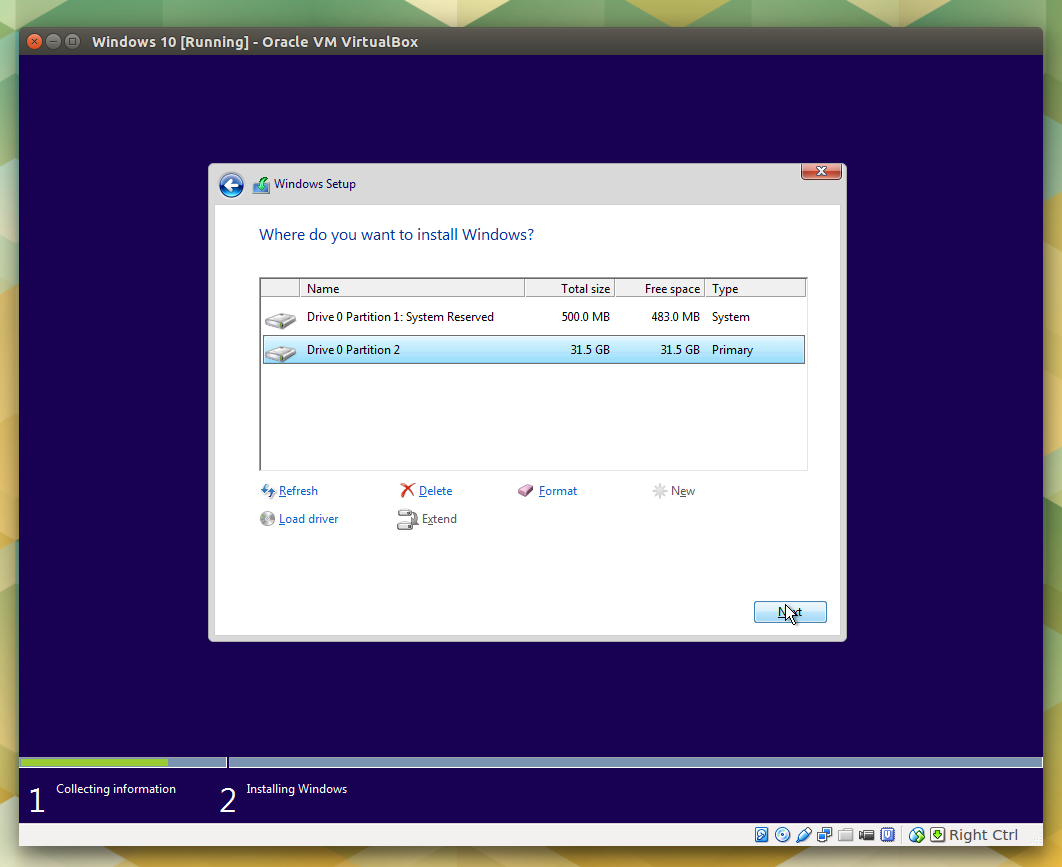 Windows 10 [Running] - Oracle VM VirtualBox
Windows Setup
Where do you want to install Windows?
Name Total size Free space Type
Drive 0 Partition 1: System Reserved 500.0 MB 483.0 MB System
Drive 0 Partition 2 31.5 GB 31.5 GB Primary
Refresh Delete Format New
Load driver Extend
Next
1 Collecting information 2 Installing Windows
Right Ctrl